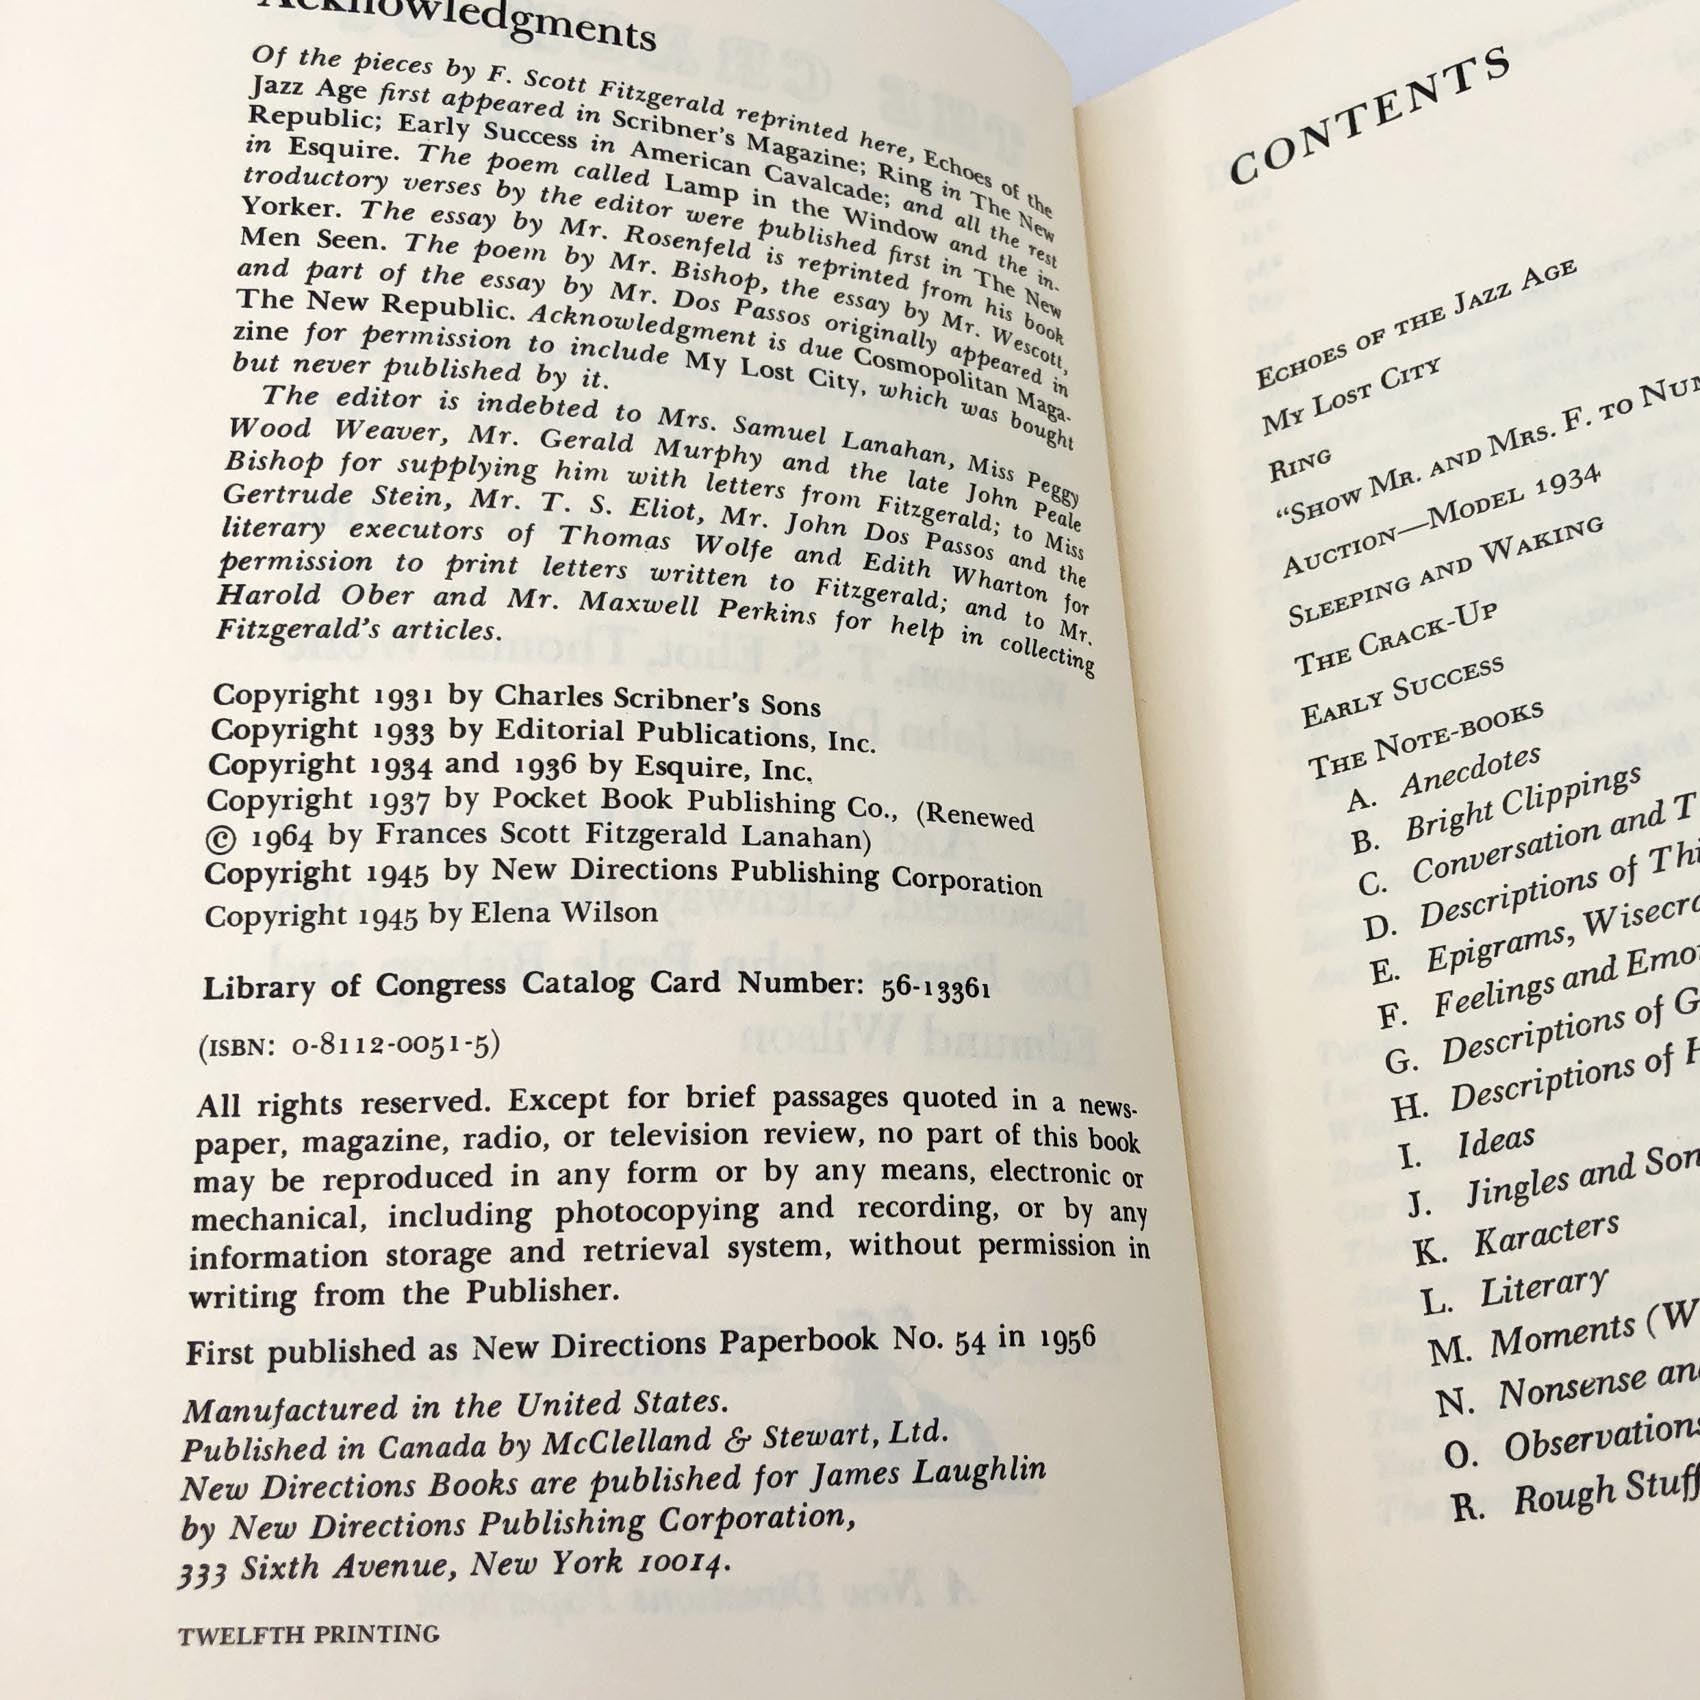 Acknowledgments
Of the pieces by F. Scott Fitzgerald reprinted here, Echoes of the
Jazz Age first appeared in Scribner's Magazine; Ring in The New
Republic; Early Success in American Cavalcade; and all the rest
in Esquire. The poem called Lamp in the Window and the in-
troductory verses by the editor were published first in The New
Yorker. The essay by Mr. Rosenfeld is reprinted from his book
Men Seen. The poem by Mr. Bishop, the essay by Mr. Wescott,
and part of the essay by Mr. Dos Passos originally appeared in
The New Republic. Acknowledgment is due Cosmopolitan Maga-
zine for permission to include My Lost City, which was bought
but never published by it.
The editor is indebted to Mrs. Samuel Lanahan, Miss Peggy
Wood Weaver, Mr. Gerald Murphy and the late John Peale
Bishop for supplying him with letters from Fitzgerald; to Miss
Gertrude Stein, Mr. T. S. Eliot, Mr. John Dos Passos and the
literary executors of Thomas Wolfe and Edith Wharton for
permission to print letters written to Fitzgerald; and to Mr.
Harold Ober and Mr. Maxwell Perkins for help in collecting
Fitzgerald's articles.
Copyright 1931 by Charles Scribner's Sons
Copyright 1933 by Editorial Publications, Inc.
Copyright 1934 and 1936 by Esquire, Inc.
Copyright 1937 by Pocket Book Publishing Co., (Renewed
© 1964 by Frances Scott Fitzgerald Lanahan)
Copyright 1945 by New Directions Publishing Corporation
Copyright 1945 by Elena Wilson
Library of Congress Catalog Card Number: 56-13361
(ISBN: 0-8112-0051-5)
All rights reserved. Except for brief passages quoted in a news-
paper, magazine, radio, or television review, no part of this book
may be reproduced in any form or by any means, electronic or
mechanical, including photocopying and recording, or by any
information storage and retrieval system, without permission in
writing from the Publisher.
First published as New Directions Paperbook No. 54 in 1956
Manufactured in the United States.
Published in Canada by McClelland & Stewart, Ltd.
New Directions Books are published for James Laughlin
by New Directions Publishing Corporation,
333 Sixth Avenue, New York 10014.
TWELFTH PRINTING
CONTENTS
ECHOES OF THE JAZZ AGE
MY LOST CITY
RING
"SHOW MR. AND MRS. F. TO NUM
AUCTION—MODEL 1934
SLEEPING AND WAKING
THE CRACK-UP
EARLY SUCCESS
THE NOTE-BOOKS
A. Anecdotes
B. Bright Clippings
C. Conversation and T
D. Descriptions of Thi
E. Epigrams, Wisecra
F. Feelings and Emo
G. Descriptions of G
H. Descriptions of H
I. Ideas
J. Jingles and Son
K. Karacters
L. Literary
M. Moments (W
N. Nonsense an
O. Observations
R. Rough Stuff